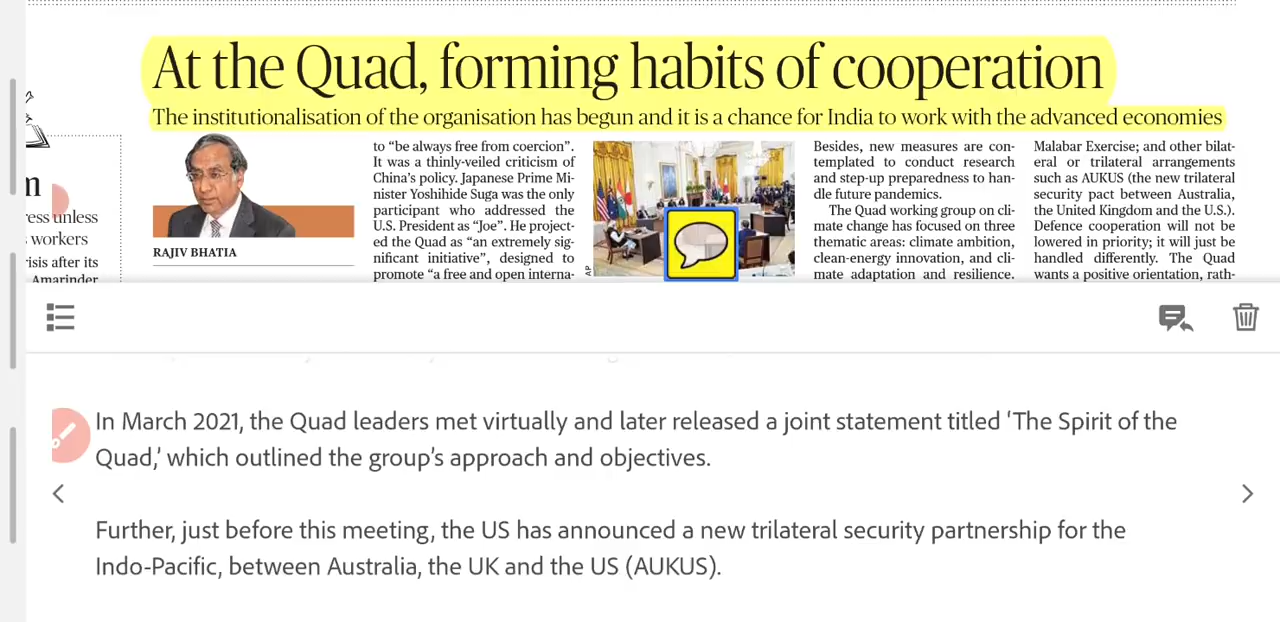 At the Quad, forming habits of cooperation
The institutionalisation of the organisation has begun and it is a chance for India to work with the advanced economies
m
ress unless
workers
risis after its
Amarinder
RAJIV BHATIA
to “be always free from coercion”.
It was a thinly-veiled criticism of
China’s policy. Japanese Prime Mi-
nister Yoshihide Suga was the only
participant who addressed the
U.S. President as “Joe”. He project-
ed the Quad as “an extremely sig-
nificant initiative”, designed to
promote “a free and open interna-
AP
Besides, new measures are con-
templated to conduct research
and step-up preparedness to han-
dle future pandemics.
The Quad working group on cli-
mate change has focused on three
thematic areas: climate ambition,
clean-energy innovation, and cli-
mate adaptation and resilience.
Malabar Exercise; and other bilat-
eral or trilateral arrangements
such as AUKUS (the new trilateral
security pact between Australia,
the United Kingdom and the U.S.).
Defence cooperation will not be
lowered in priority; it will just be
handled differently. The Quad
wants a positive orientation, rath-
In March 2021, the Quad leaders met virtually and later released a joint statement titled ‘The Spirit of the
Quad,’ which outlined the group’s approach and objectives.
Further, just before this meeting, the US has announced a new trilateral security partnership for the
Indo-Pacific, between Australia, the UK and the US (AUKUS).